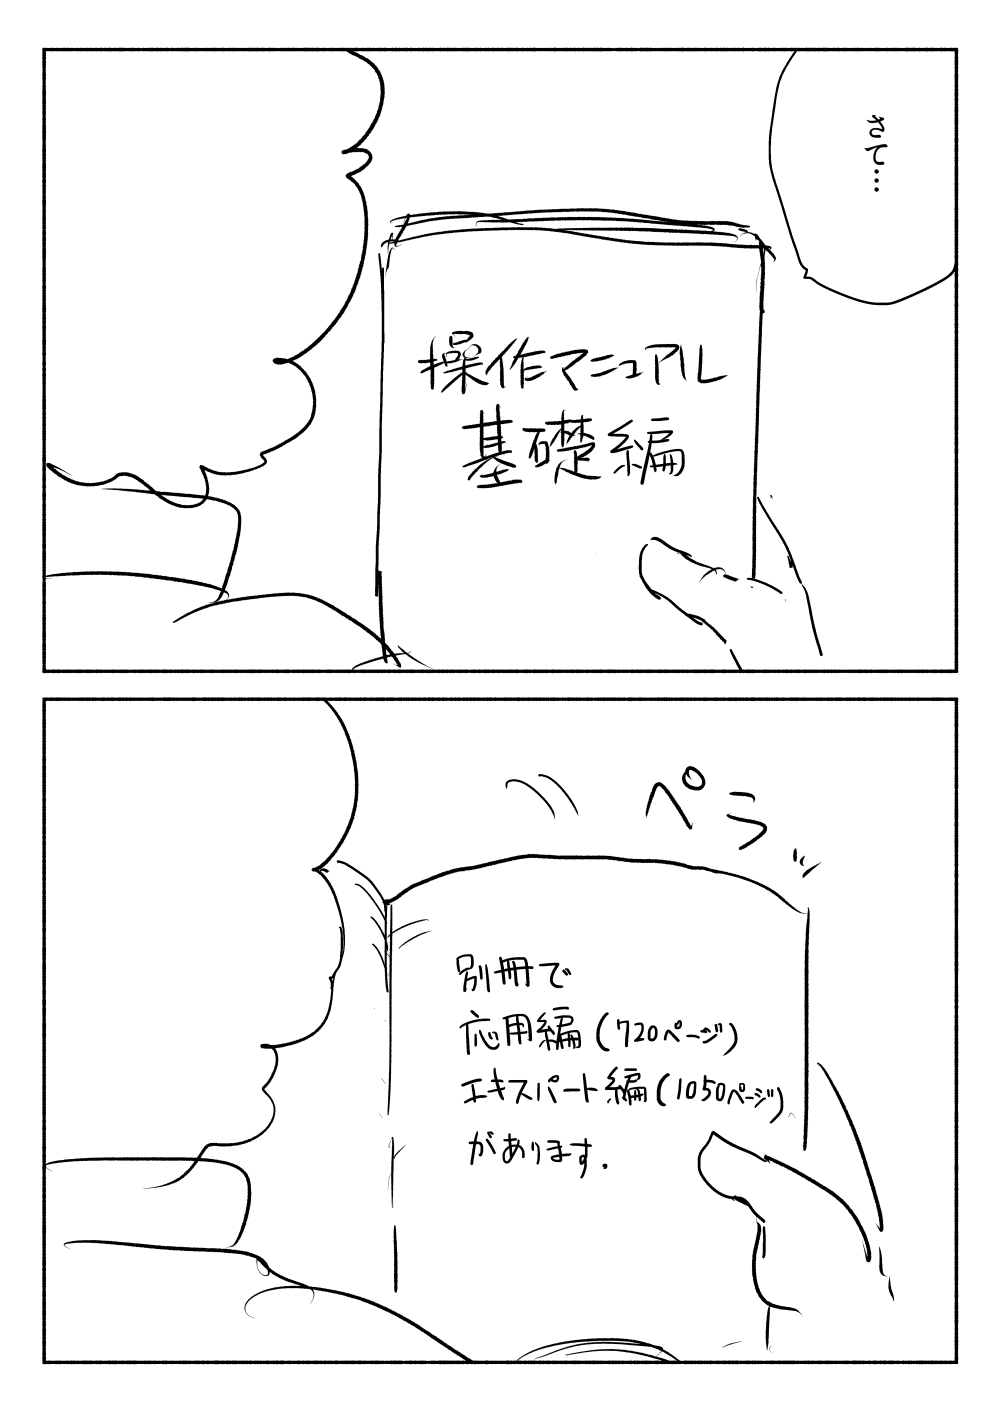 さて…
操作マニュアル
基礎編
ペラッ
別冊で
応用編(720ページ)
エキスパート編(1050ページ)
があります.